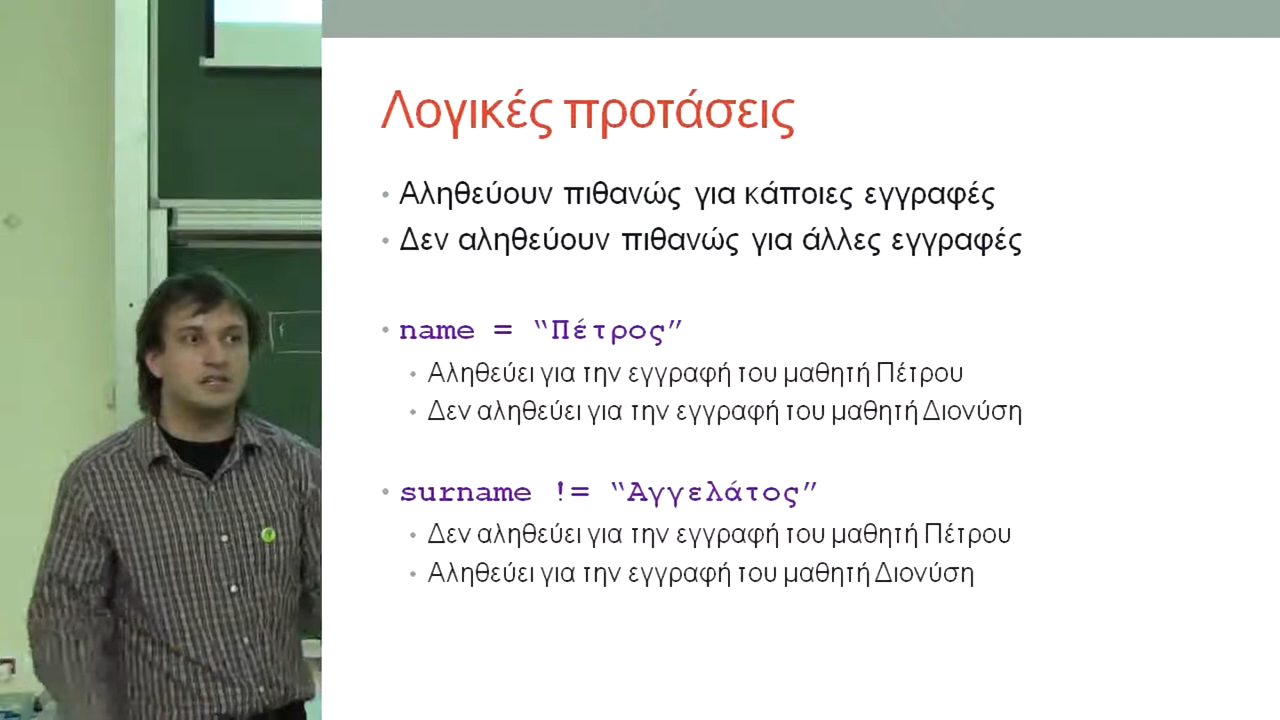 Λογικές προτάσεις
• Αληθεύουν πιθανώς για κάποιες εγγραφές
• Δεν αληθεύουν πιθανώς για άλλες εγγραφές
• name = “Πέτρος”
• Αληθεύει για την εγγραφή του μαθητή Πέτρου
• Δεν αληθεύει για την εγγραφή του μαθητή Διονύση
• surname != “Αγγελάτος”
• Δεν αληθεύει για την εγγραφή του μαθητή Πέτρου
• Αληθεύει για την εγγραφή του μαθητή Διονύση